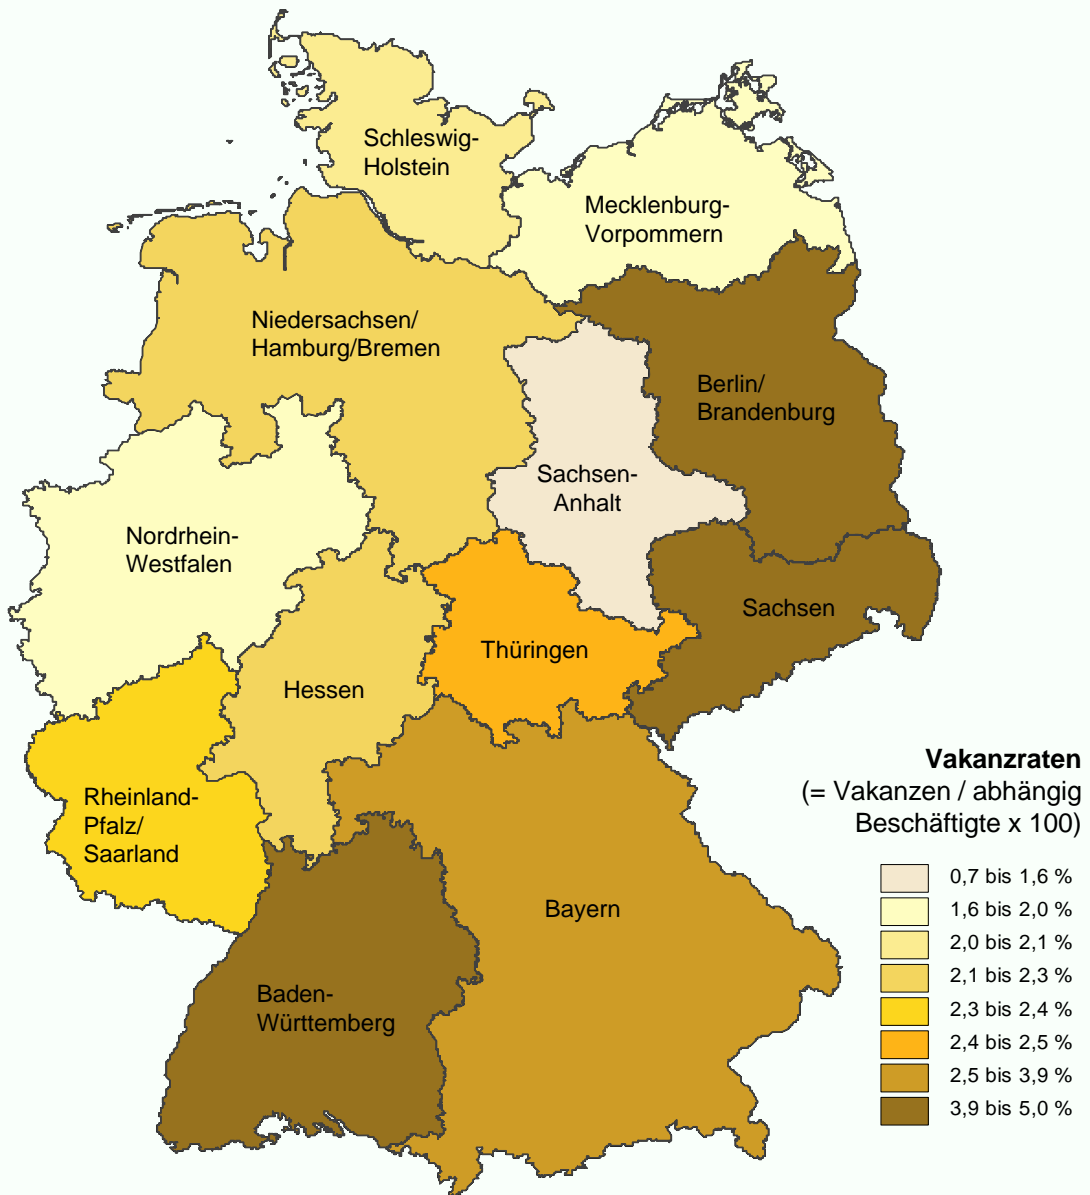 Schleswig-
Holstein
Mecklenburg-
Vorpommern
Niedersachsen/
Hamburg/Bremen
Berlin/
Brandenburg
Sachsen-
Anhalt
Nordrhein-
Westfalen
Sachsen
Thüringen
Hessen
Rheinland-
Pfalz/
Saarland
Bayern
Baden-
Württemberg
Vakanzraten
(= Vakanzen / abhängig
Beschäftigte x 100)
0,7 bis 1,6 %
1,6 bis 2,0 %
2,0 bis 2,1 %
2,1 bis 2,3 %
2,3 bis 2,4 %
2,4 bis 2,5 %
2,5 bis 3,9 %
3,9 bis 5,0 %